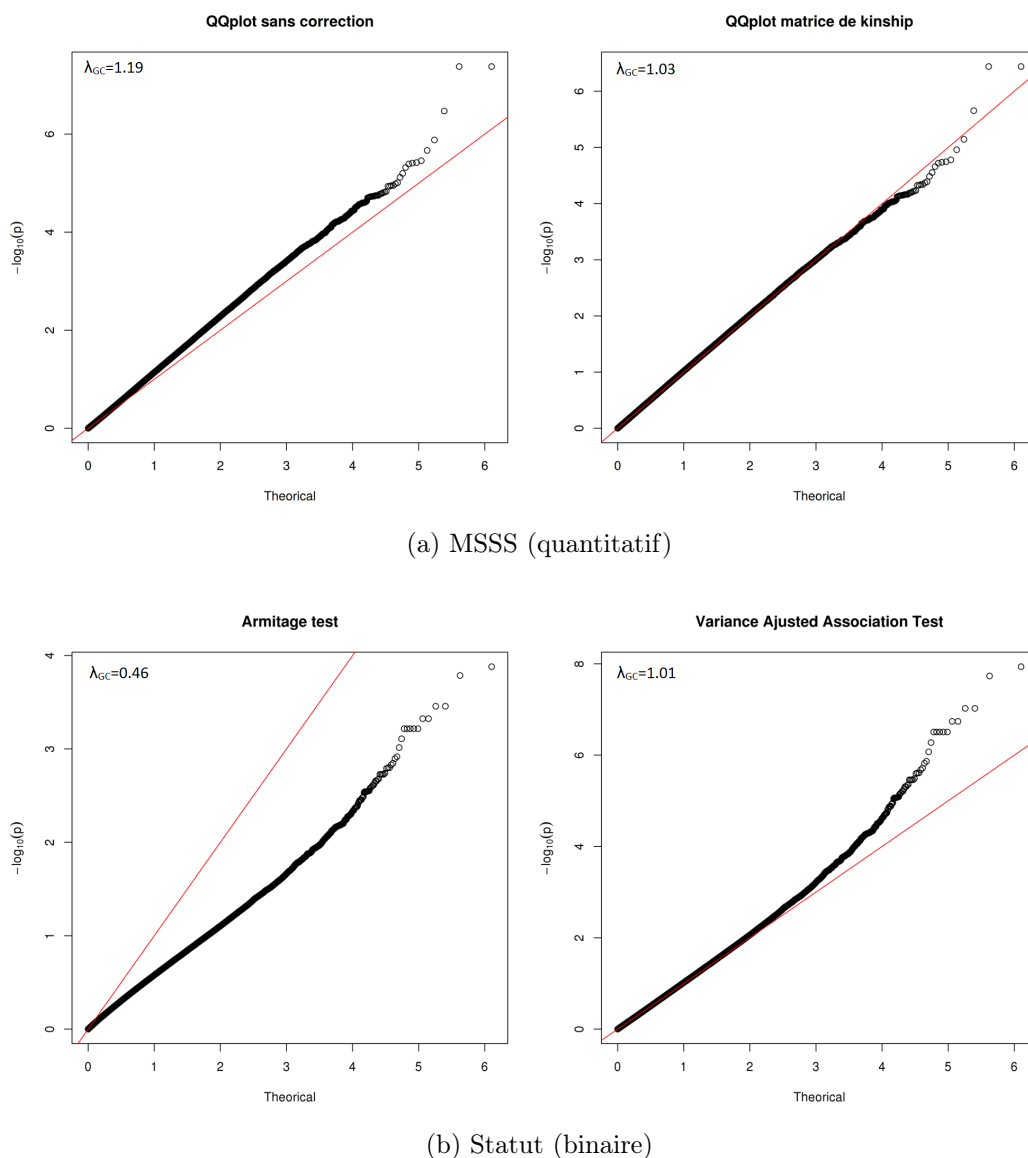 QQplot sans correction
QQplot matrice de kinship
λGC=1.19
λGC=1.03
−log10(p)
0 2 4 6
0 1 2 3 4 5 6
Theorical
−log10(p)
0 1 2 3 4 5 6
0 1 2 3 4 5 6
Theorical
(a) MSSS (quantitatif)
Armitage test
Variance Ajusted Association Test
λGC=0.46
λGC=1.01
−log10(p)
0 1 2 3 4
0 1 2 3 4 5 6
Theorical
−log10(p)
0 2 4 6 8
0 1 2 3 4 5 6
Theorical
(b) Statut (binaire)